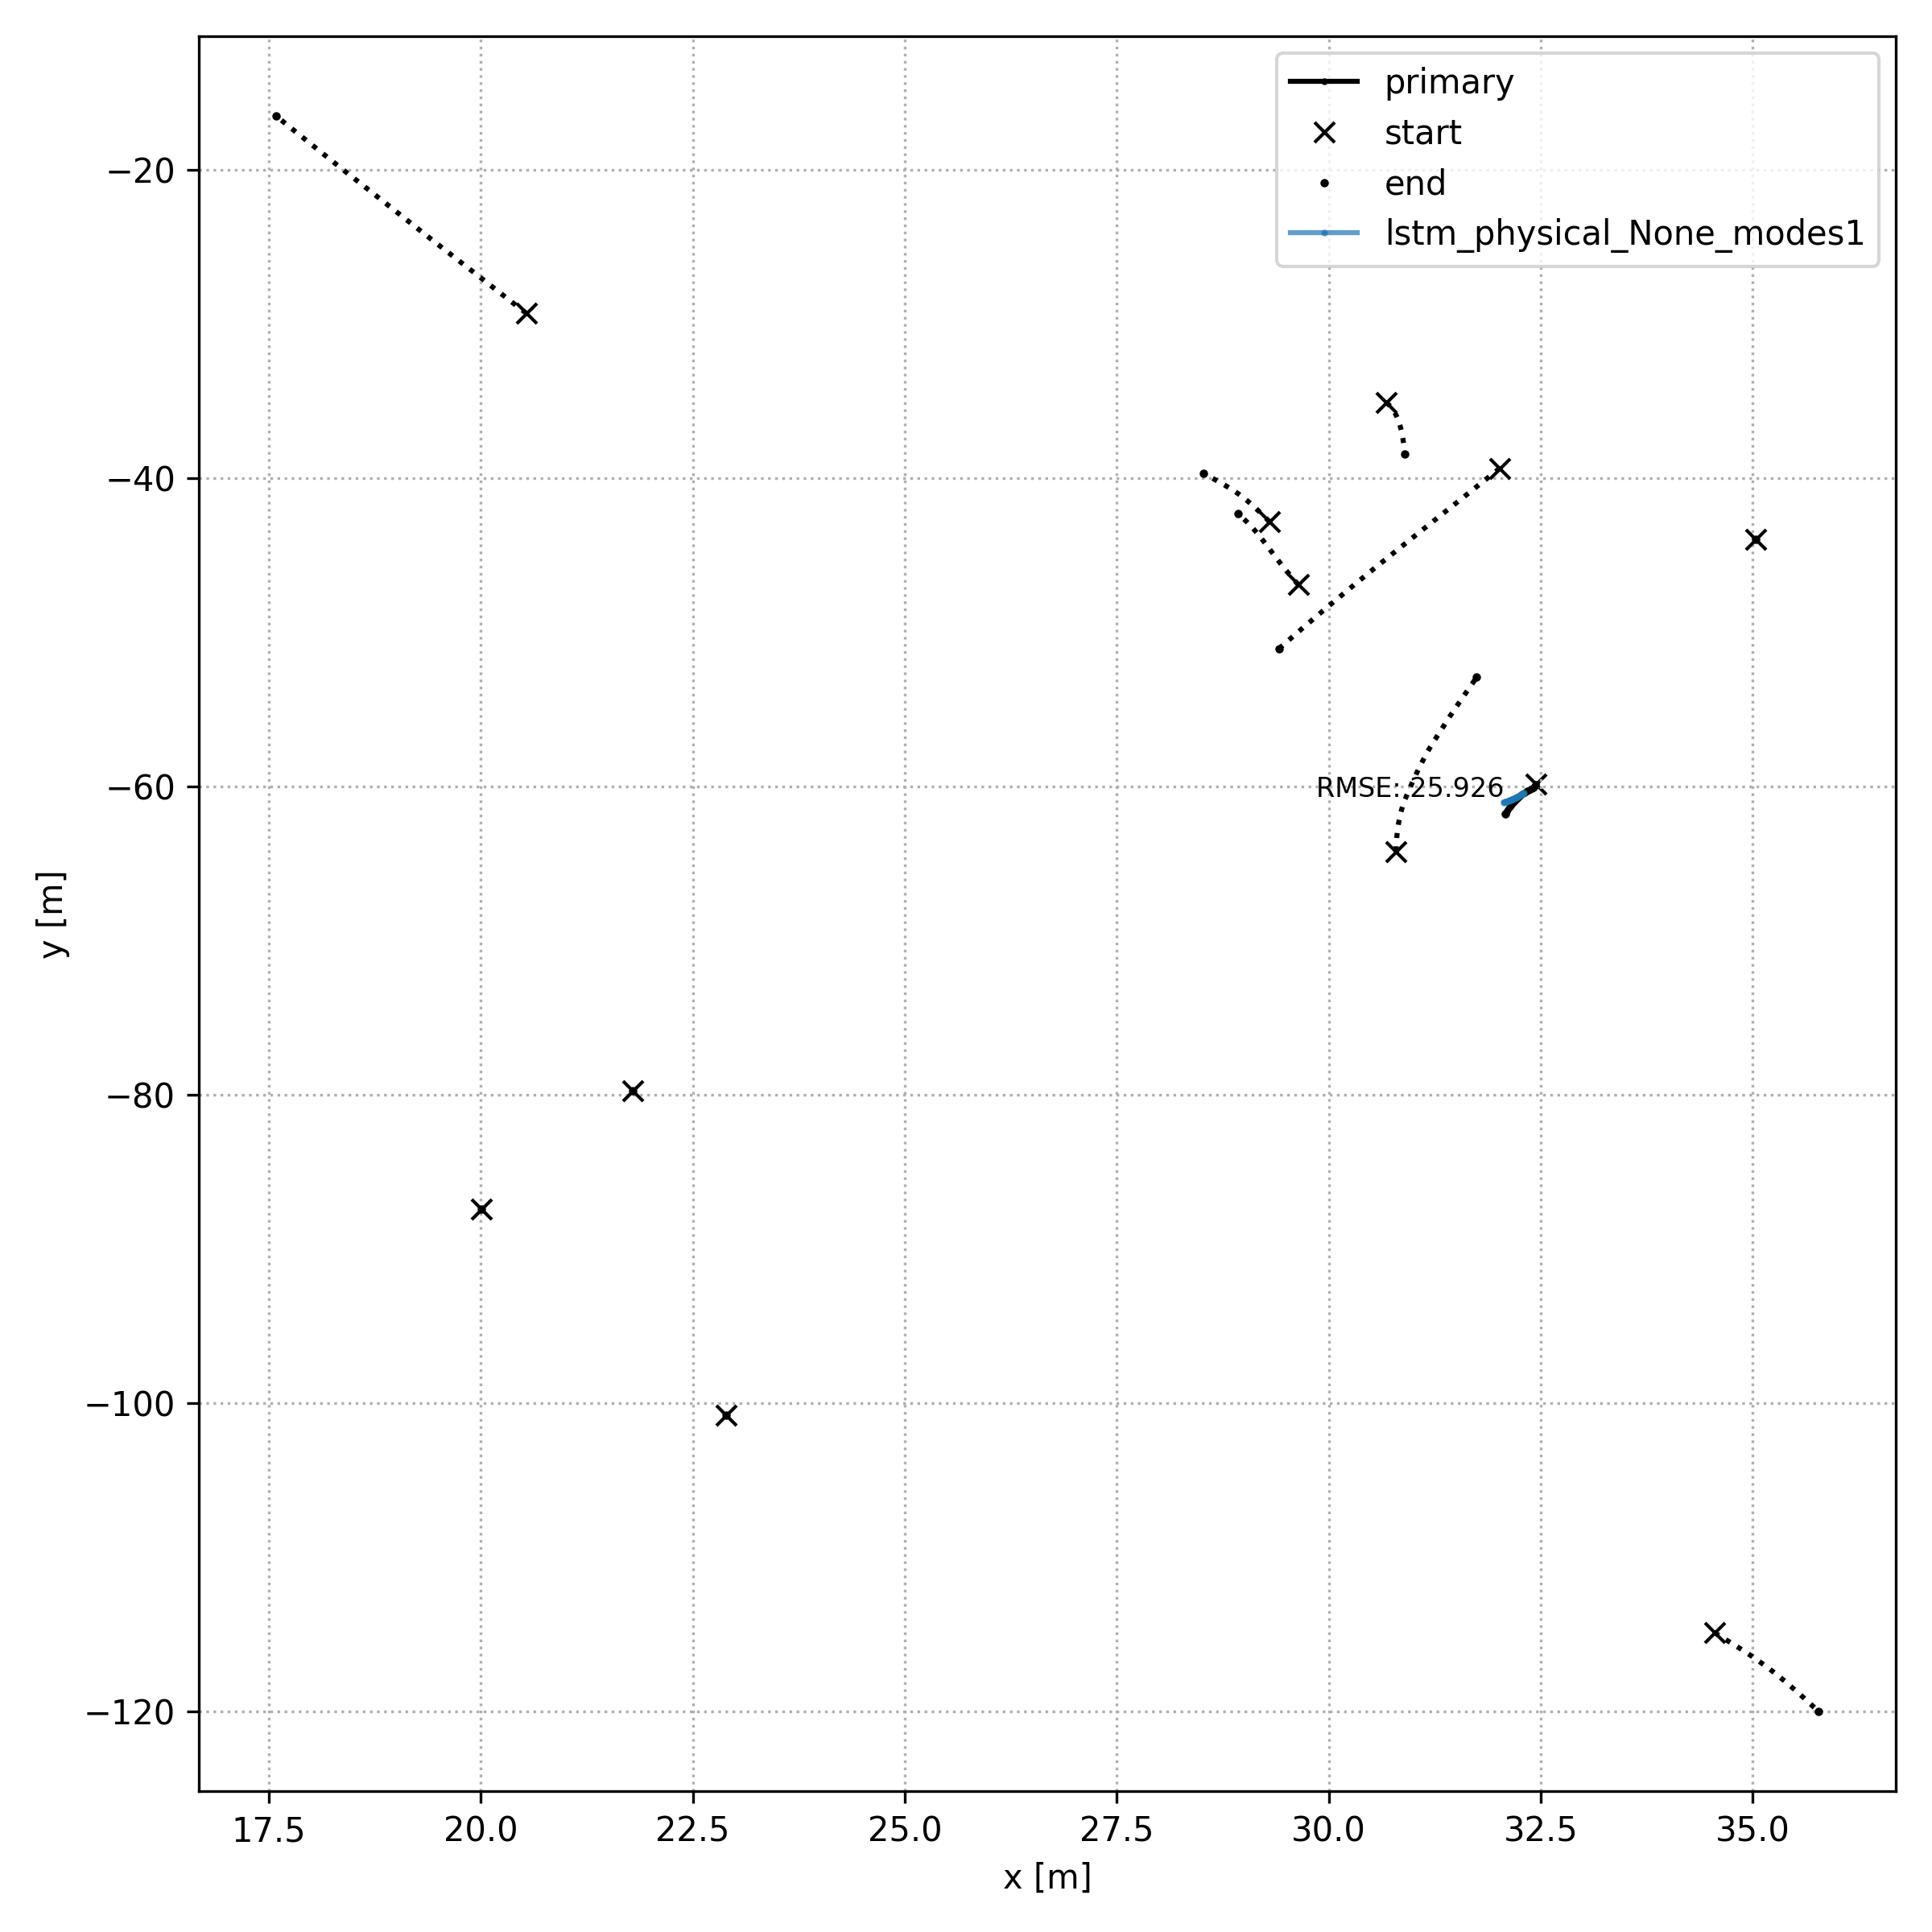 primary
start
end
lstm_physical_None_modes1
−20
−40
−60
−80
−100
−120
y [m]
RMSE: 25.926
17.5 20.0 22.5 25.0 27.5 30.0 32.5 35.0
x [m]